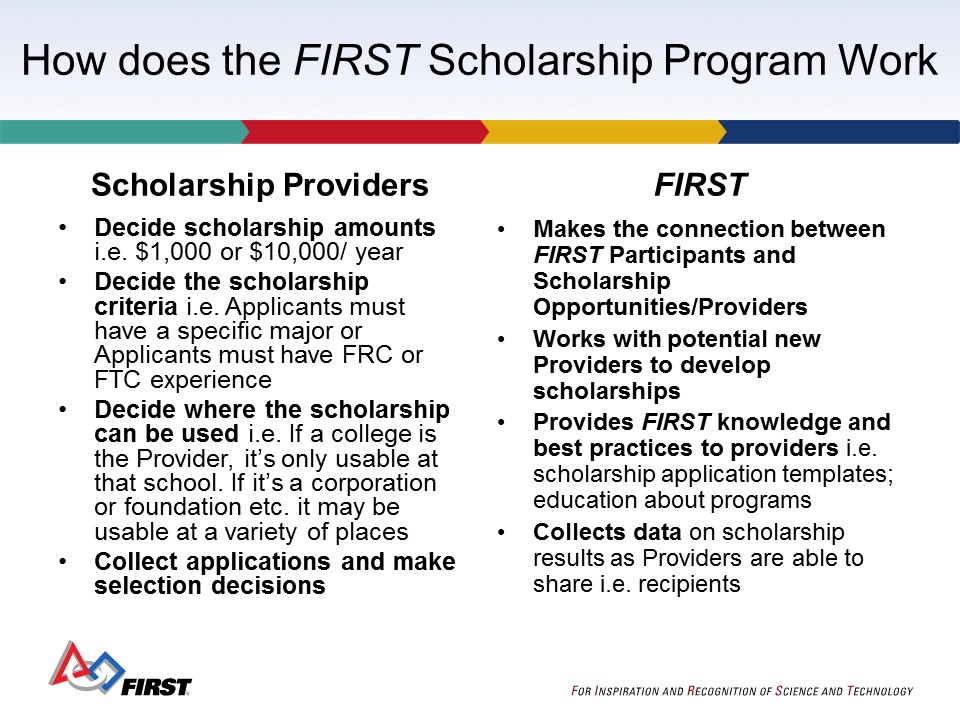 How does the FIRST Scholarship Program Work
Scholarship Providers
• Decide scholarship amounts
i.e. $1,000 or $10,000/ year
• Decide the scholarship
criteria i.e. Applicants must
have a specific major or
Applicants must have FRC or
FTC experience
• Decide where the scholarship
can be used i.e. If a college is
the Provider, it’s only usable at
that school. If it’s a corporation
or foundation etc. it may be
usable at a variety of places
• Collect applications and make
selection decisions
FIRST
• Makes the connection between
FIRST Participants and
Scholarship
Opportunities/Providers
• Works with potential new
Providers to develop
scholarships
• Provides FIRST knowledge and
best practices to providers i.e.
scholarship application templates;
education about programs
• Collects data on scholarship
results as Providers are able to
share i.e. recipients
FIRST
FOR INSPIRATION AND RECOGNITION OF SCIENCE AND TECHNOLOGY